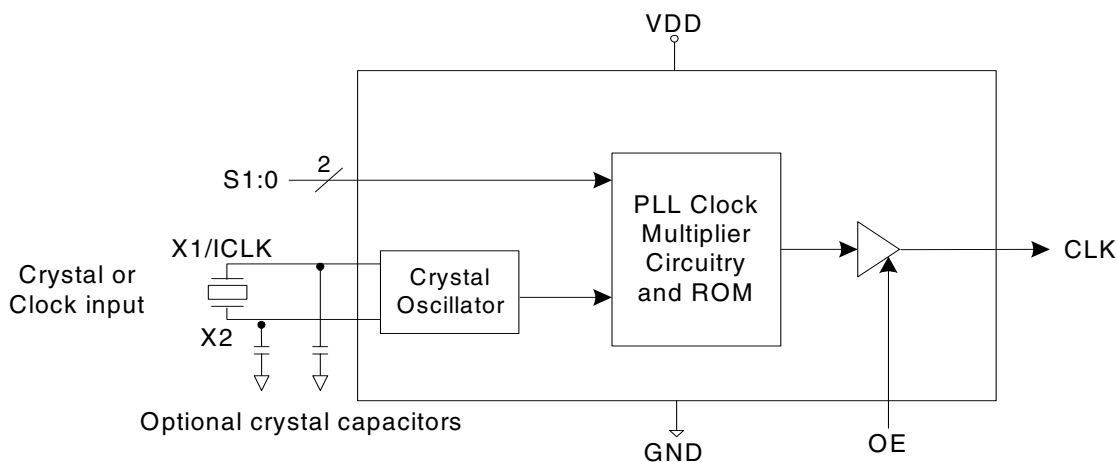 VDD
2
S1:0
PLL Clock
Multiplier
Circuitry
and ROM
X1/ICLK
CLK
Crystal or
Clock input
Crystal
Oscillator
X2
Optional crystal capacitors
GND
OE